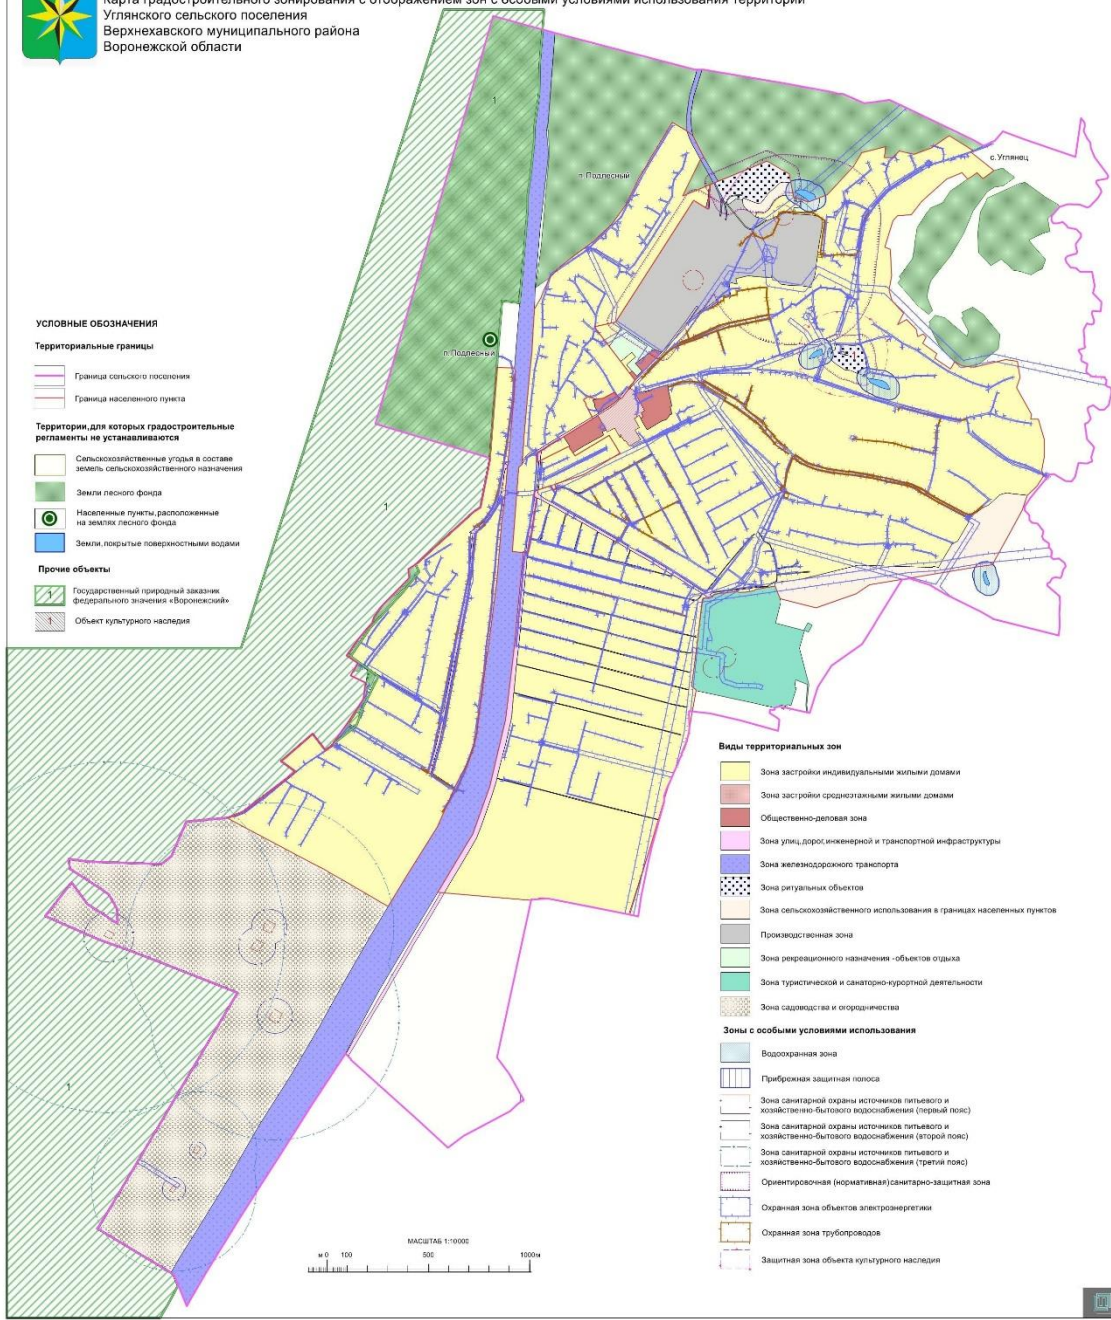 Карта градостроительного зонирования с отображением зон с особыми условиями использования территории
Углянского сельского поселения
Верхнехавского муниципального района
Воронежской области
1
п.Подлесный
с.Углянец
п.Подлесный
1
1
УСЛОВНЫЕ ОБОЗНАЧЕНИЯ
Территориальные границы
Граница сельского поселения
Граница населенного пункта
Территории,для которых градостроительные
регламенты не устанавливаются
Сельскохозяйственные угодья в составе
земель сельскохозяйственного назначения
Земли лесного фонда
Населенные пункты,расположенные
на землях лесного фонда
Земли,покрытые поверхностными водами
Прочие объекты
1
Государственный природный заказник
федерального значения «Воронежский»
1
Объект культурного наследия
Виды территориальных зон
Зона застройки индивидуальными жилыми домами
Зона застройки среднеэтажными жилыми домами
Общественно-деловая зона
Зона улиц,дорог,инженерной и транспортной инфраструктуры
Зона железнодорожного транспорта
Зона ритуальных объектов
Зона сельскохозяйственного использования в границах населенных пунктов
Производственная зона
Зона рекреационного назначения -объектов отдыха
Зона туристической и санаторно-курортной деятельности
Зона садоводства и огородничества
Зоны с особыми условиями использования
Водоохранная зона
Прибрежная защитная полоса
Зона санитарной охраны источников питьевого и
хозяйственно-бытового водоснабжения (первый пояс)
Зона санитарной охраны источников питьевого и
хозяйственно-бытового водоснабжения (второй пояс)
Зона санитарной охраны источников питьевого и
хозяйственно-бытового водоснабжения (третий пояс)
Ориентировочная (нормативная)санитарно-защитная зона
Охранная зона объектов электроэнергетики
Охранная зона трубопроводов
Защитная зона объекта культурного наследия
МАСШТАБ 1:10000
м 0 100 500 1000м